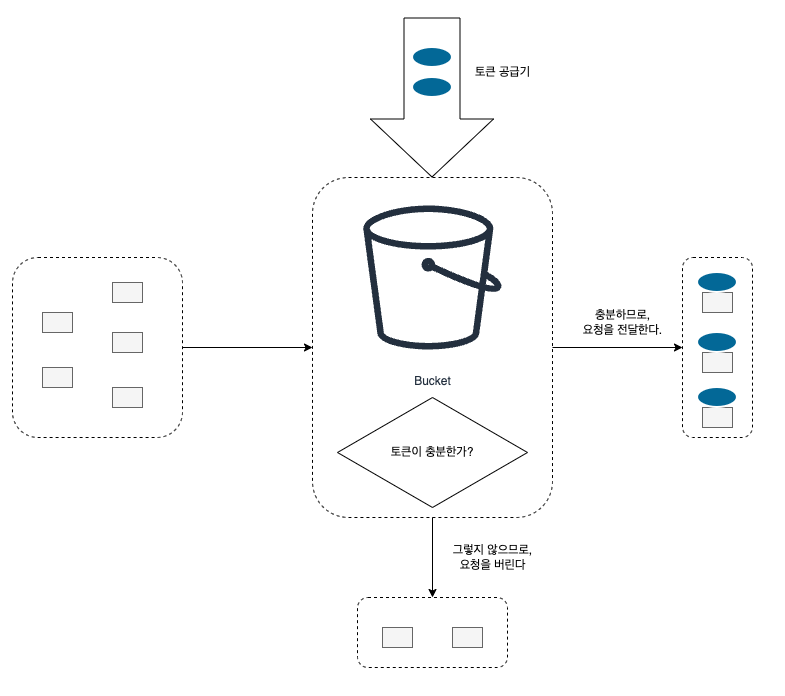 토큰 공급기
충분하므로,
요청을 전달한다.
Bucket
토큰이 충분한가?
그렇지 않으므로,
요청을 버린다